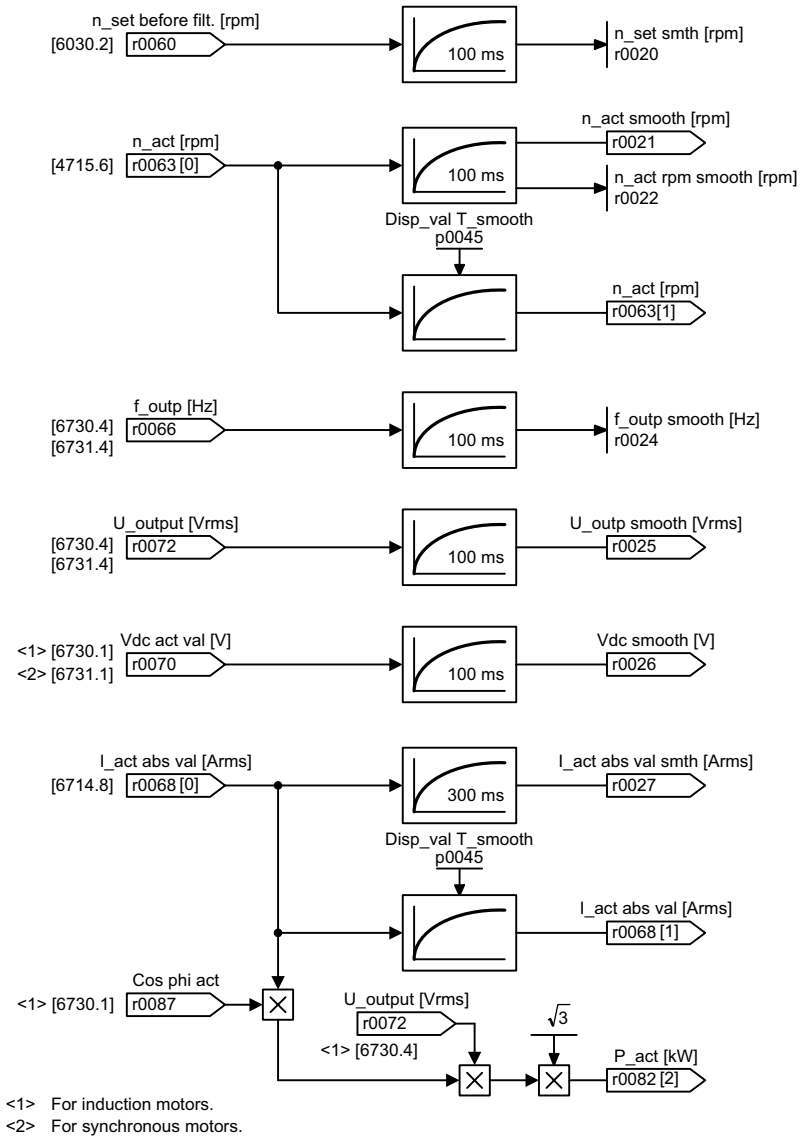 n_set before filt. [rpm]
[6030.2] r0060
100 ms
n_set smth [rpm]
r0020
n_act [rpm]
[4715.6] r0063 [0]
100 ms
n_act smooth [rpm]
r0021
n_act rpm smooth [rpm]
r0022
Disp_val T_smooth
p0045
n_act [rpm]
r0063[1]
f_outp [Hz]
[6730.4] r0066
[6731.4]
100 ms
f_outp smooth [Hz]
r0024
U_output [Vrms]
[6730.4] r0072
[6731.4]
100 ms
U_outp smooth [Vrms]
r0025
Vdc act val [V]
<1> [6730.1] r0070
<2> [6731.1]
100 ms
Vdc smooth [V]
r0026
I_act abs val [Arms]
[6714.8] r0068 [0]
300 ms
I_act abs val smth [Arms]
r0027
Disp_val T_smooth
p0045
I_act abs val [Arms]
r0068 [1]
Cos phi act
<1> [6730.1] r0087
U_output [Vrms]
r0072
<1> [6730.4]
√3
P_act [kW]
r0082 [2]
<1> For induction motors.
<2> For synchronous motors.